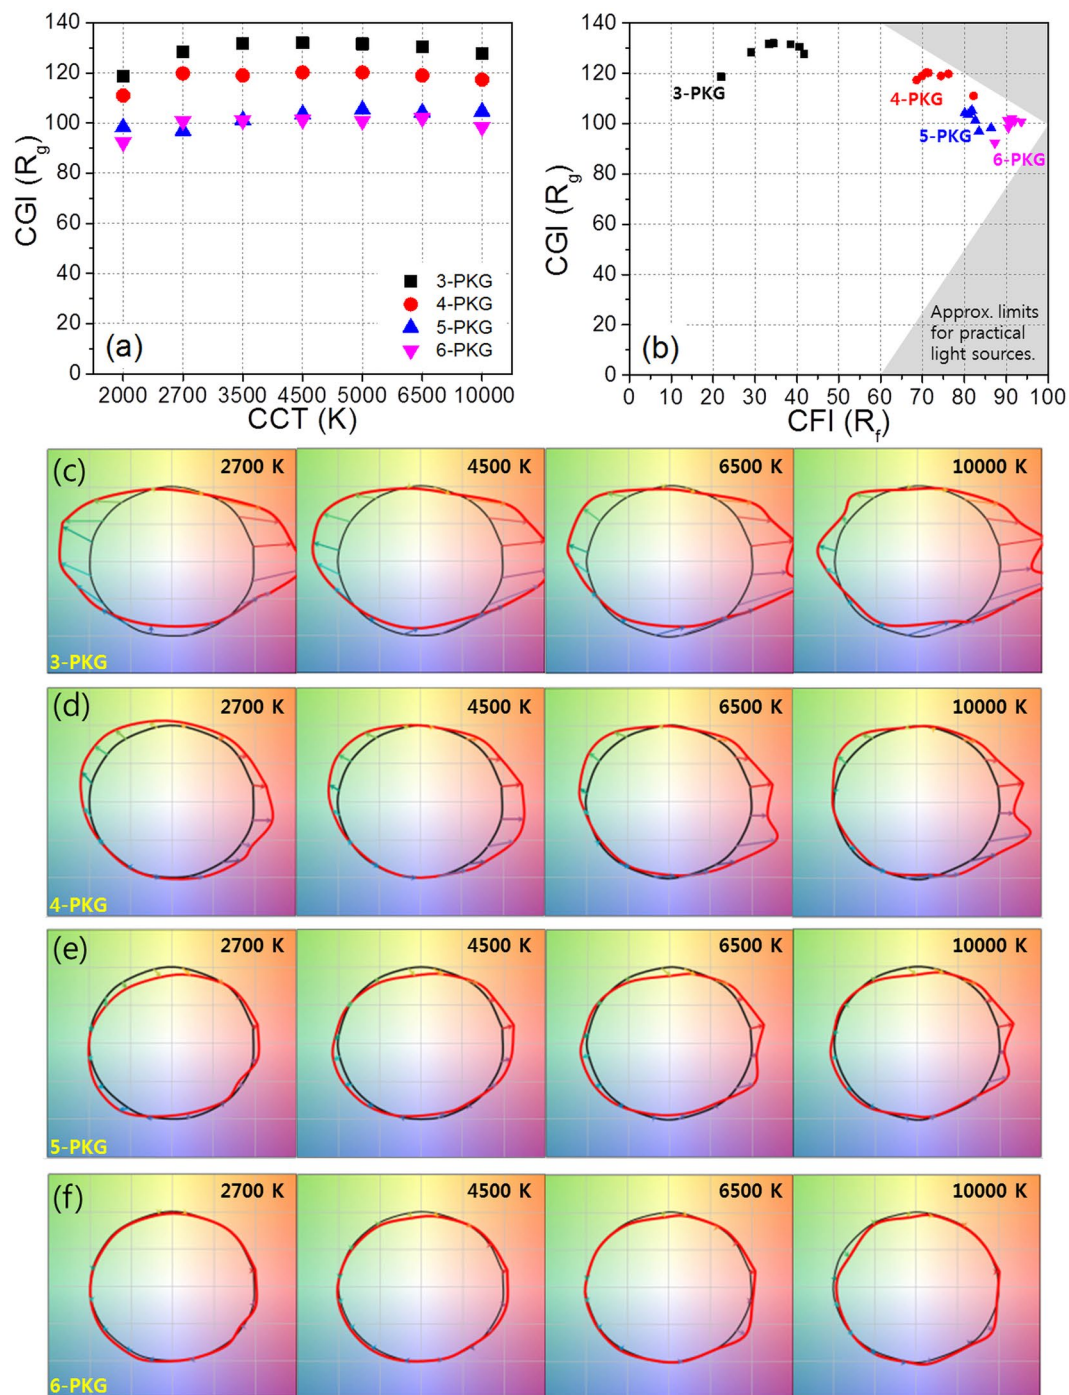 140
120
100
80
60
40
20
0
CGI (R_g)
3-PKG
4-PKG
5-PKG
6-PKG
(a)
2000 2700 3500 4500 5000 6500 10000
CCT (K)
140
120
100
80
60
40
20
0
CGI (R_g)
3-PKG
4-PKG
5-PKG
6-PKG
Approx. limits
for practical
light sources.
(b)
0 10 20 30 40 50 60 70 80 90 100
CFI (R_f)
(c) 2700 K 4500 K 6500 K 10000 K
3-PKG
(d) 2700 K 4500 K 6500 K 10000 K
4-PKG
(e) 2700 K 4500 K 6500 K 10000 K
5-PKG
(f) 2700 K 4500 K 6500 K 10000 K
6-PKG